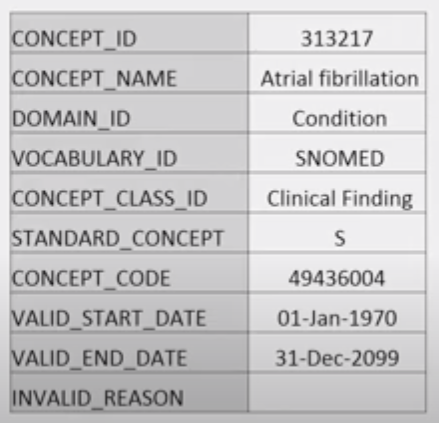 CONCEPT_ID 313217
CONCEPT_NAME Atrial fibrillation
DOMAIN_ID Condition
VOCABULARY_ID SNOMED
CONCEPT_CLASS_ID Clinical Finding
STANDARD_CONCEPT S
CONCEPT_CODE 49436004
VALID_START_DATE 01-Jan-1970
VALID_END_DATE 31-Dec-2099
INVALID_REASON